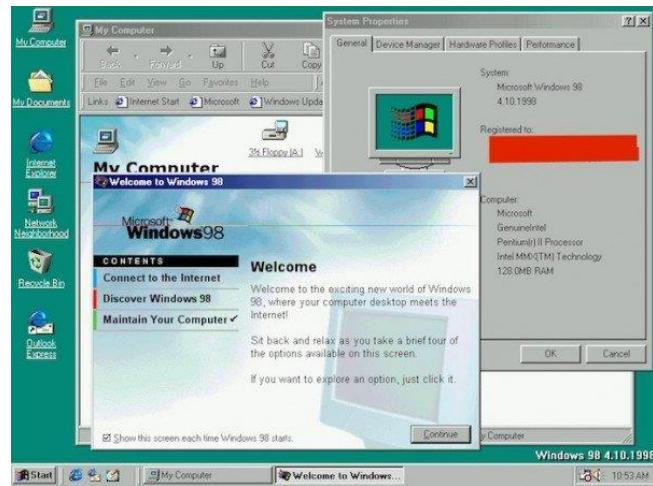 My Computer
My Documents
Internet
Explorer
Network
Neighborhood
Recycle Bin
Outlook
Express
My Computer
Back
Forward
Up
Cut
Copy
File Edit View Go Favorites Help
Links Internet Start Microsoft Windows Upda
My Computer
3½ Floppy (A:)
System Properties
General Device Manager Hardware Profiles Performance
System:
Microsoft Windows 98
4.10.1998
Registered to:
Computer:
Microsoft
GenuineIntel
Pentium(r) II Processor
Intel MMX(TM) Technology
128.0MB RAM
OK Cancel
Welcome to Windows 98
Microsoft
Windows98
CONTENTS
Connect to the Internet
Discover Windows 98
Maintain Your Computer ✓
Welcome
Welcome to the exciting new world of Windows
98, where your computer desktop meets the
Internet!
Sit back and relax as you take a brief tour of
the options available on this screen.
If you want to explore an option, just click it.
Show this screen each time Windows 98 starts.
Continue
y Computer
Windows 98 4.10.1998
Start My Computer Welcome to Windows... 10:53 AM